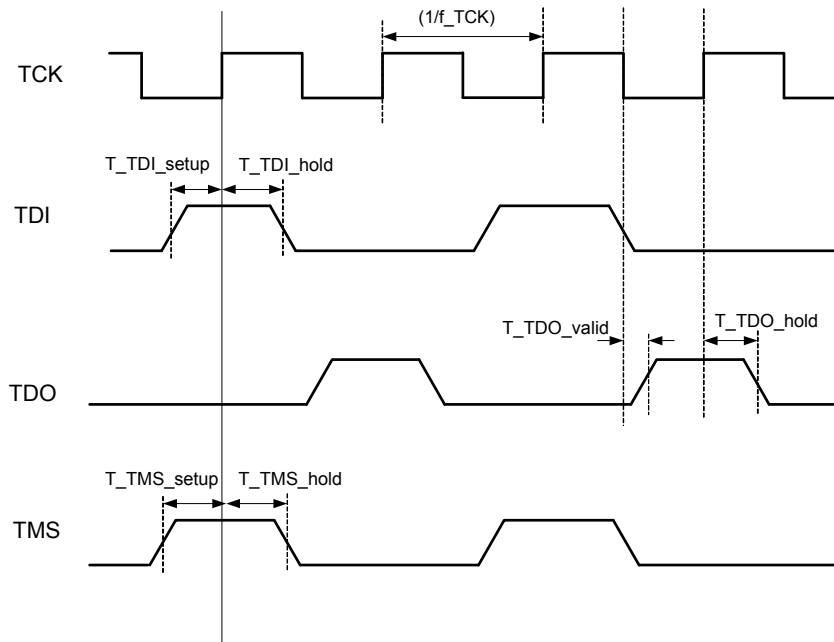 (1/f_TCK)
TCK
T_TDI_setup
T_TDI_hold
TDI
T_TDO_valid
T_TDO_hold
TDO
T_TMS_setup
T_TMS_hold
TMS